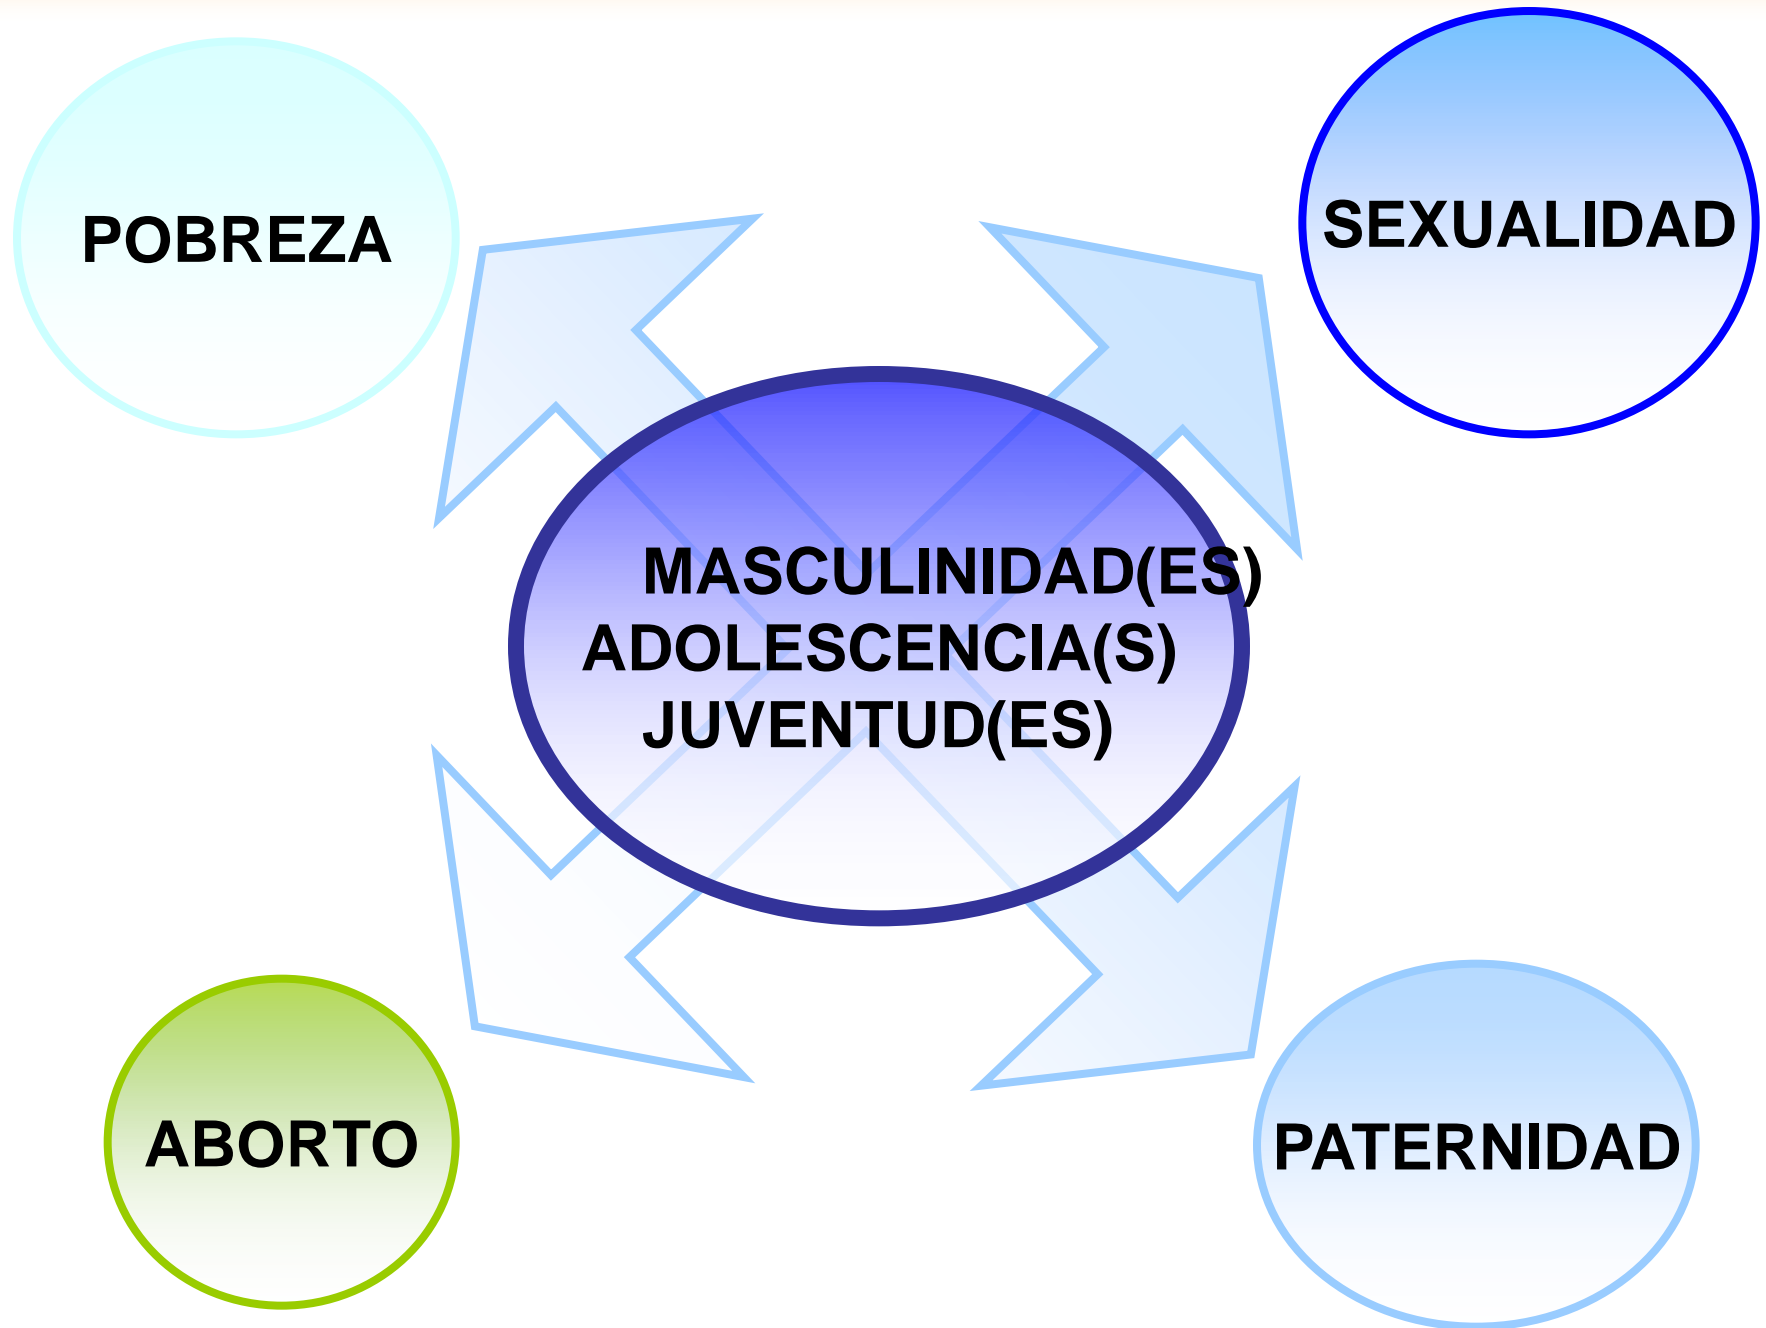 POBREZA
SEXUALIDAD
MASCULINIDAD(ES)
ADOLESCENCIA(S)
JUVENTUD(ES)
ABORTO
PATERNIDAD